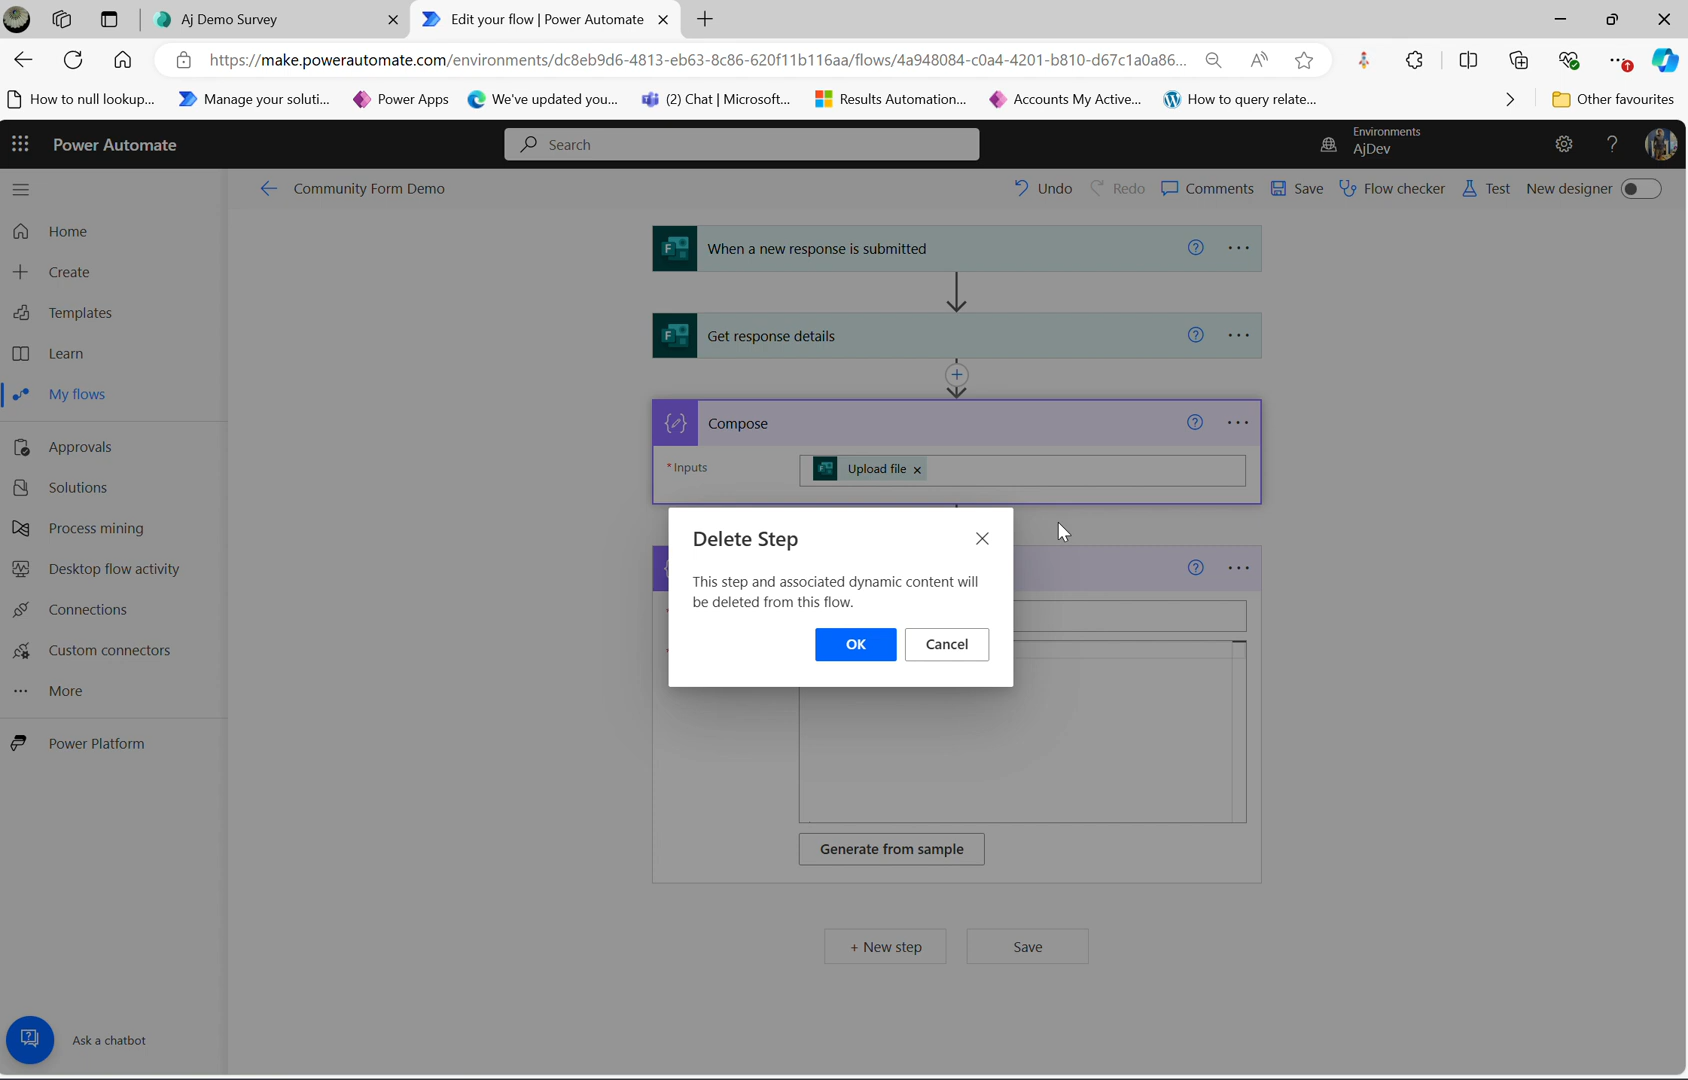 Aj Demo Survey
Edit your flow | Power Automate
https://make.powerautomate.com/environments/dc8eb9d6-4813-eb63-8c86-620f11b116aa/flows/4a948084-c0a4-4201-b810-d67c1a0a86...
How to null lookup...
Manage your soluti...
Power Apps
We've updated you...
(2) Chat | Microsoft...
Results Automation...
Accounts My Active...
How to query relate...
Other favourites
Power Automate
Search
Environments
AjDev
Community Form Demo
Undo
Redo
Comments
Save
Flow checker
Test
New designer
Home
Create
Templates
Learn
My flows
Approvals
Solutions
Process mining
Desktop flow activity
Connections
Custom connectors
More
Power Platform
Ask a chatbot
When a new response is submitted
Get response details
Compose
* Inputs
Upload file
Delete Step
This step and associated dynamic content will
be deleted from this flow.
OK
Cancel
Generate from sample
+ New step
Save